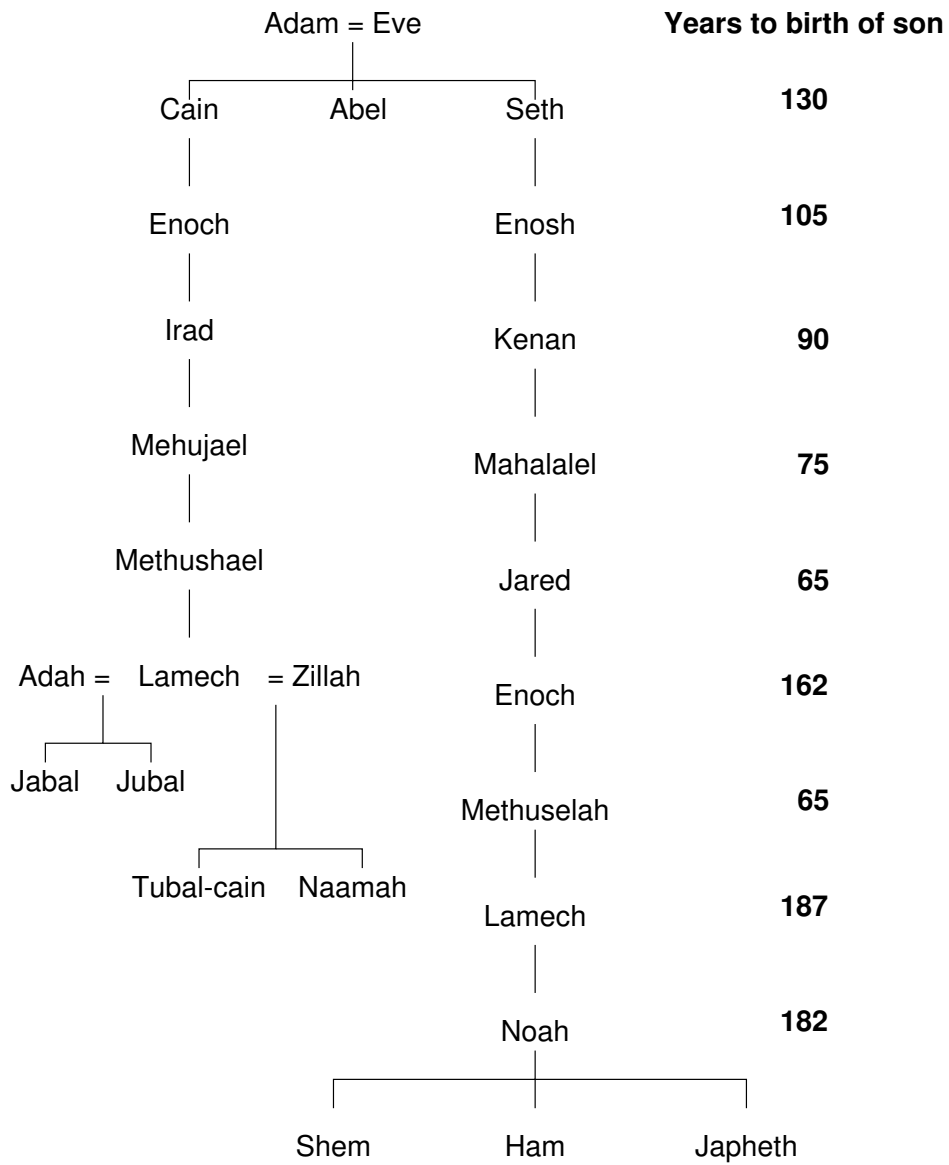 Adam = Eve Years to birth of son
Cain Abel Seth 130
Enoch Enosh 105
Irad Kenan 90
Mehujael Mahalalel 75
Methushael Jared 65
Adah = Lamech = Zillah Enoch 162
Jabal Jubal Methuselah 65
Tubal-cain Naamah Lamech 187
Noah 182
Shem Ham Japheth